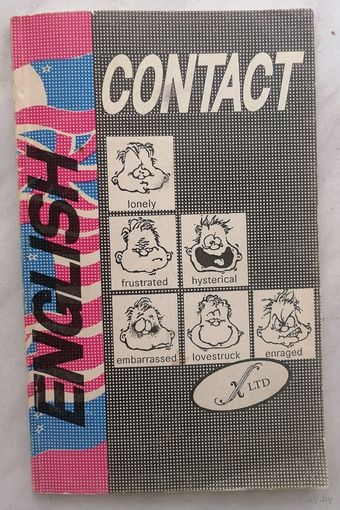 ENGLISH
CONTACT
lonely
frustrated hysterical
embarrassed lovestruck enraged
LTD